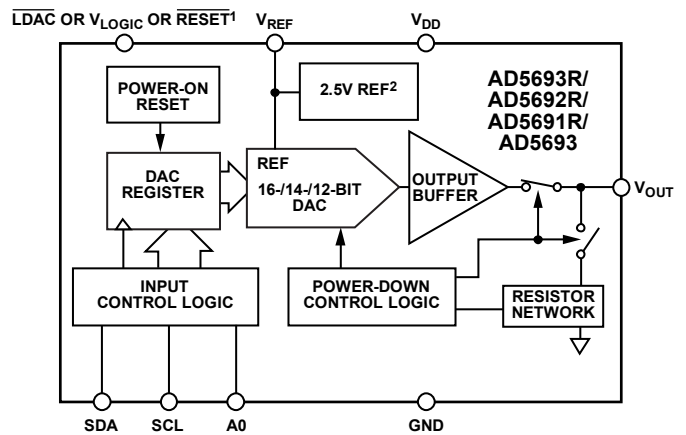 LDAC OR VLOGIC OR RESET1
VREF
VDD
POWER-ON
RESET
2.5V REF2
AD5693R/
AD5692R/
AD5691R/
AD5693
DAC
REGISTER
REF
16-/14-/12-BIT
DAC
OUTPUT
BUFFER
VOUT
INPUT
CONTROL LOGIC
POWER-DOWN
CONTROL LOGIC
RESISTOR
NETWORK
SDA
SCL
A0
GND